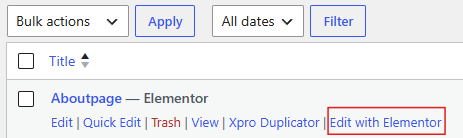 Bulk actions Apply All dates Filter
Title
Aboutpage — Elementor
Edit | Quick Edit | Trash | View | Xpro Duplicator | Edit with Elementor